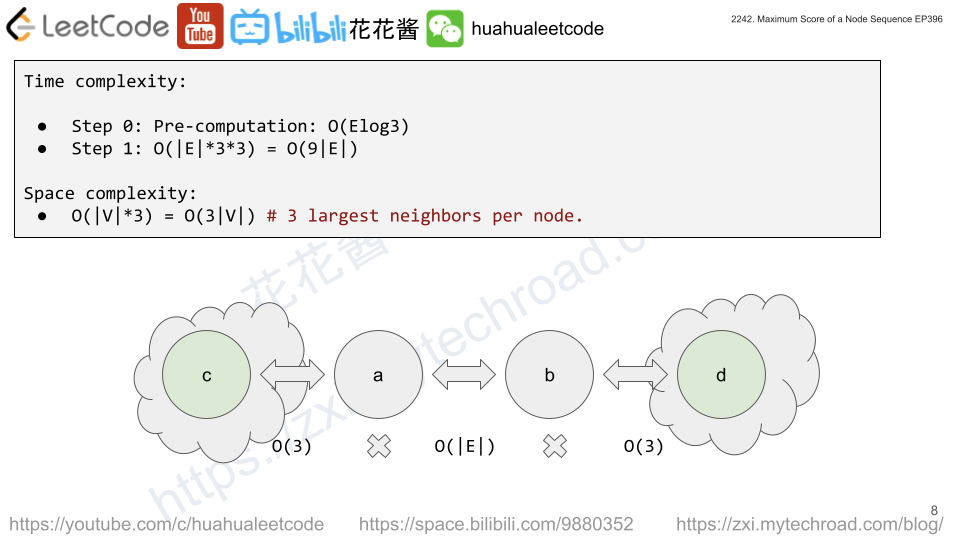 LeetCode
You
Tube
bilibili
花花酱
huahualeetcode
2242. Maximum Score of a Node Sequence EP396
Time complexity:
● Step 0: Pre-computation: O(Elog3)
● Step 1: O(|E|*3*3) = O(9|E|)
Space complexity:
● O(|V|*3) = O(3|V|) # 3 largest neighbors per node.
花花酱
https://zxi.mytechroad.co
c
a
b
d
O(3)
O(|E|)
O(3)
8
https://youtube.com/c/huahualeetcode
https://space.bilibili.com/9880352
https://zxi.mytechroad.com/blog/